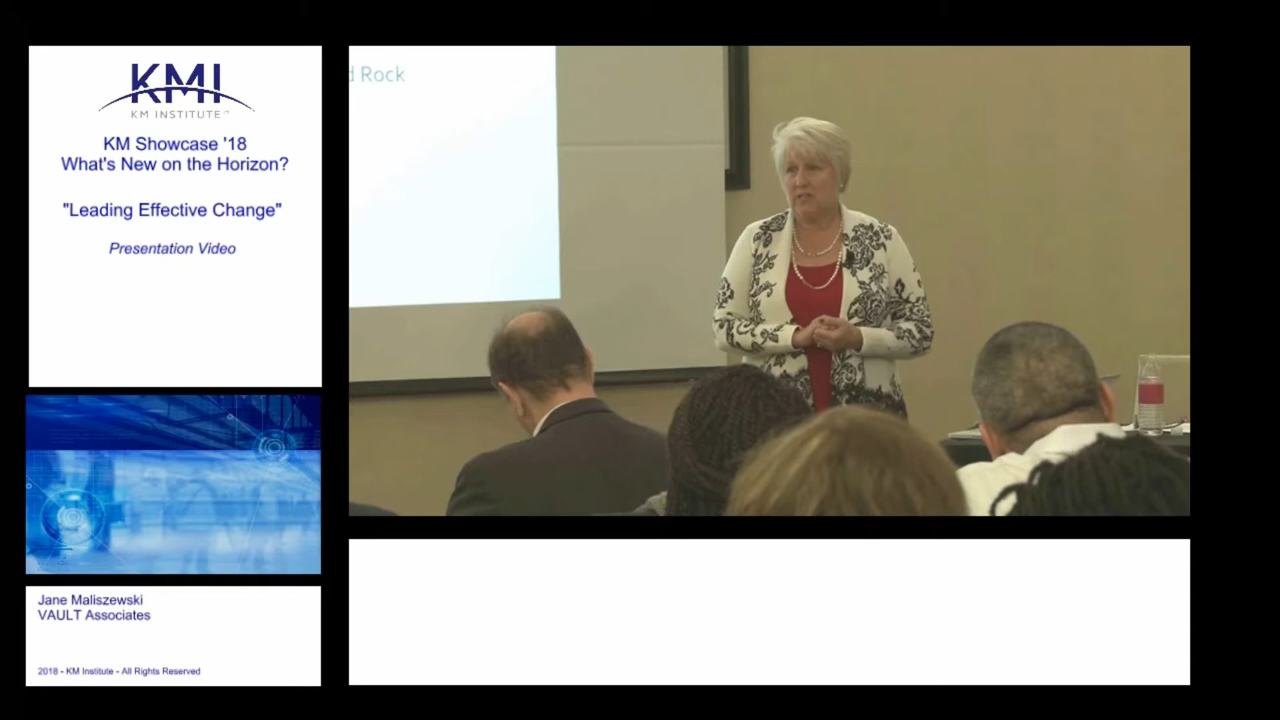 KMI
KM INSTITUTE
KM Showcase '18
What's New on the Horizon?
"Leading Effective Change"
Presentation Video
d Rock
Jane Maliszewski
VAULT Associates
2018 - KM Institute - All Rights Reserved